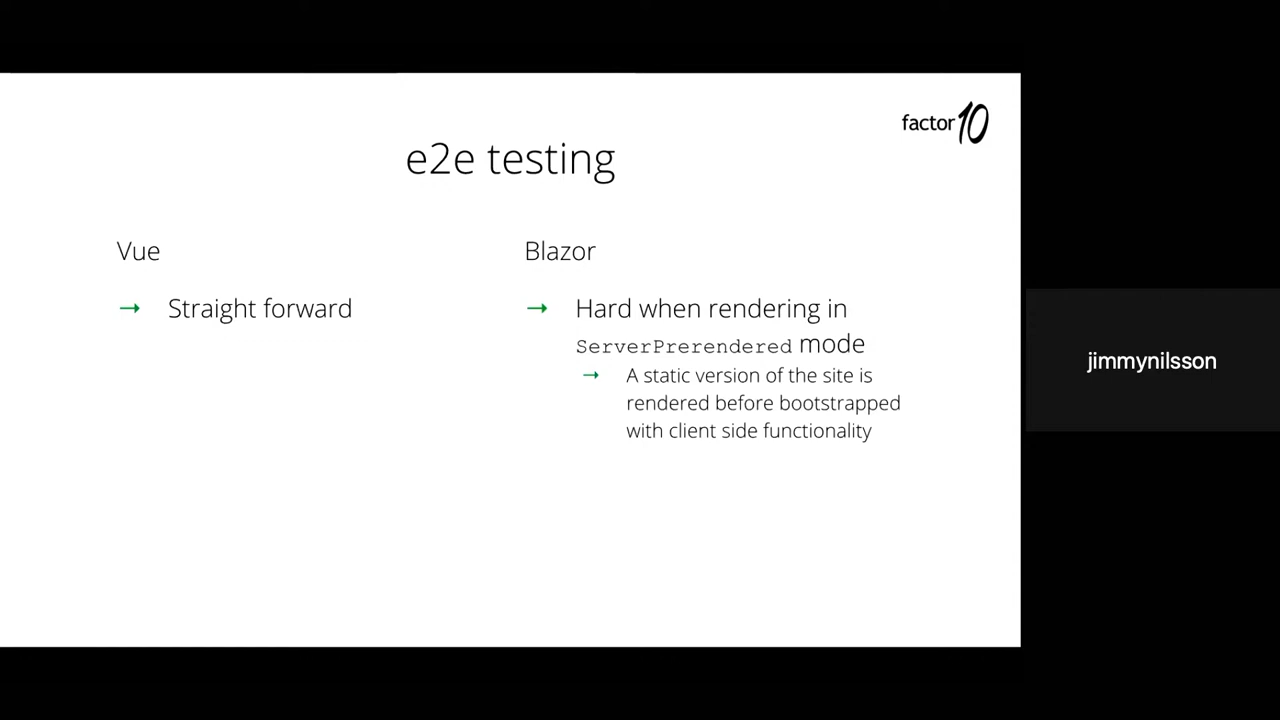 factor10
e2e testing
Vue
→ Straight forward
Blazor
→ Hard when rendering in
ServerPrerendered mode
→ A static version of the site is
rendered before bootstrapped
with client side functionality
jimmynilsson